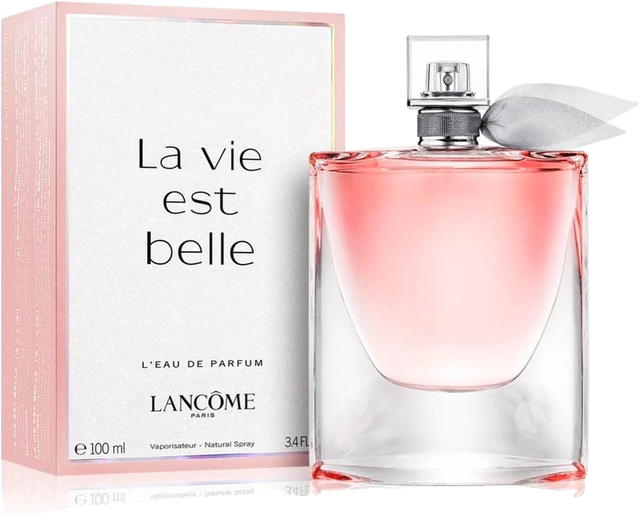 La vie
est
belle
L'EAU DE PARFUM
LANCÔME
PARIS
e 100 ml
Vaporisateur - Natural Spray
3.4 FL